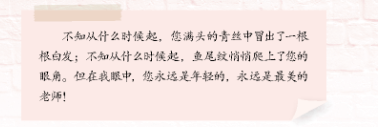 不知从什么时候起，您满头的青丝中冒出了一根
根白发；不知从什么时候起，鱼尾纹悄悄爬上了您的
眼角。但在我眼中，您永远是年轻的，永远是最美的
老师！